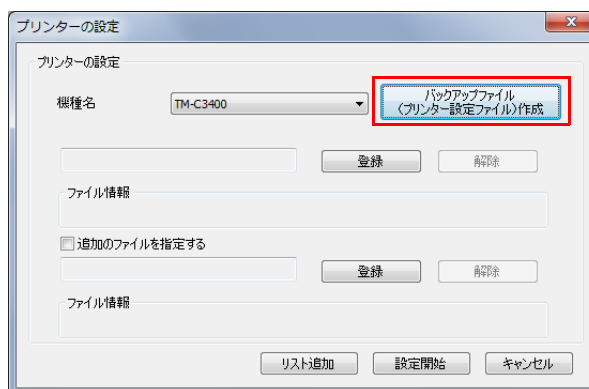 プリンターの設定
プリンターの設定
機種名
TM-C3400
バックアップファイル
(プリンター設定ファイル)作成
登録
解除
ファイル情報
追加のファイルを指定する
登録
解除
ファイル情報
リスト追加
設定開始
キャンセル